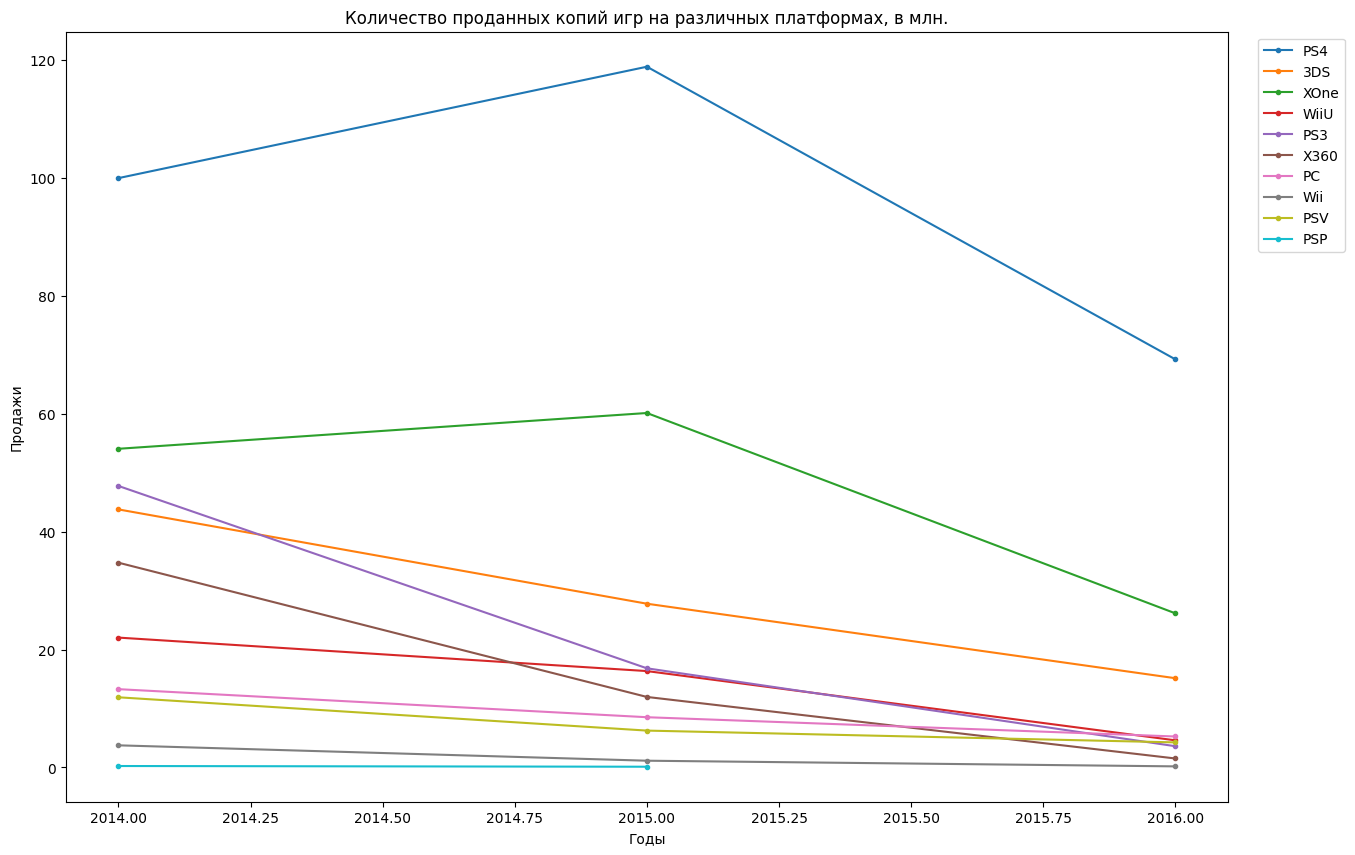 Количество проданных копий игр на различных платформах, в млн.
120
100
80
60
40
20
0
Продажи
2014.00 2014.25 2014.50 2014.75 2015.00 2015.25 2015.50 2015.75 2016.00
Годы
PS4
3DS
XOne
WiiU
PS3
X360
PC
Wii
PSV
PSP